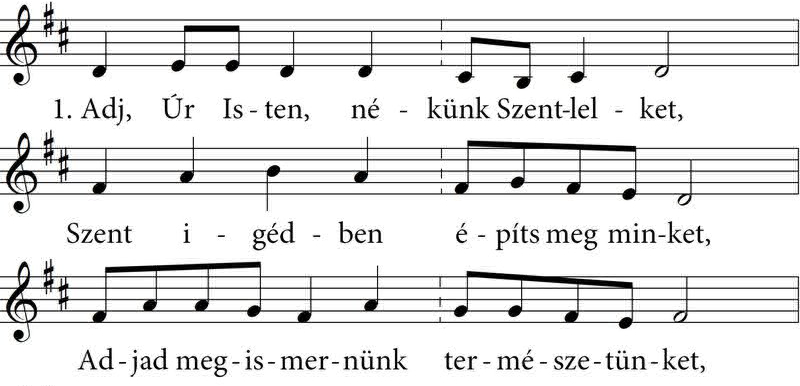 1. Adj, Úr Is - ten, né - künk Szent-lel - ket,
Szent i - géd - ben é - píts meg min-ket,
Ad-jad meg-is-mer-nünk ter-mé-sze-tün-ket,